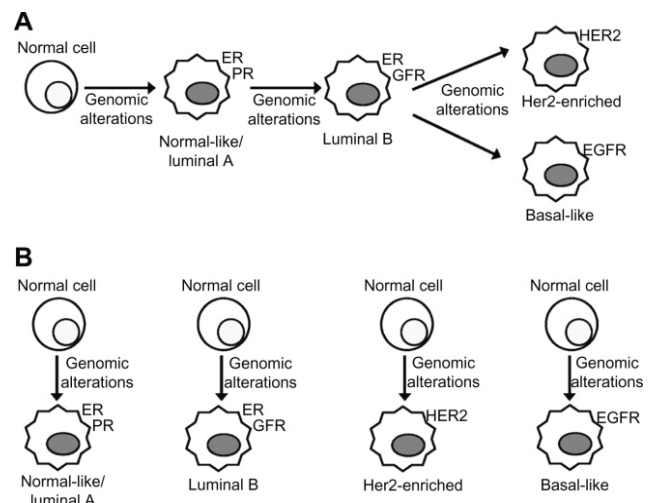 A
Normal cell
Genomic
alterations
ER
PR
Normal-like/
luminal A
Genomic
alterations
ER
GFR
Luminal B
Genomic
alterations
HER2
Her2-enriched
EGFR
Basal-like
B
Normal cell
Genomic
alterations
ER
PR
Normal-like/
luminal A
Normal cell
Genomic
alterations
ER
GFR
Luminal B
Normal cell
Genomic
alterations
HER2
Her2-enriched
Normal cell
Genomic
alterations
EGFR
Basal-like